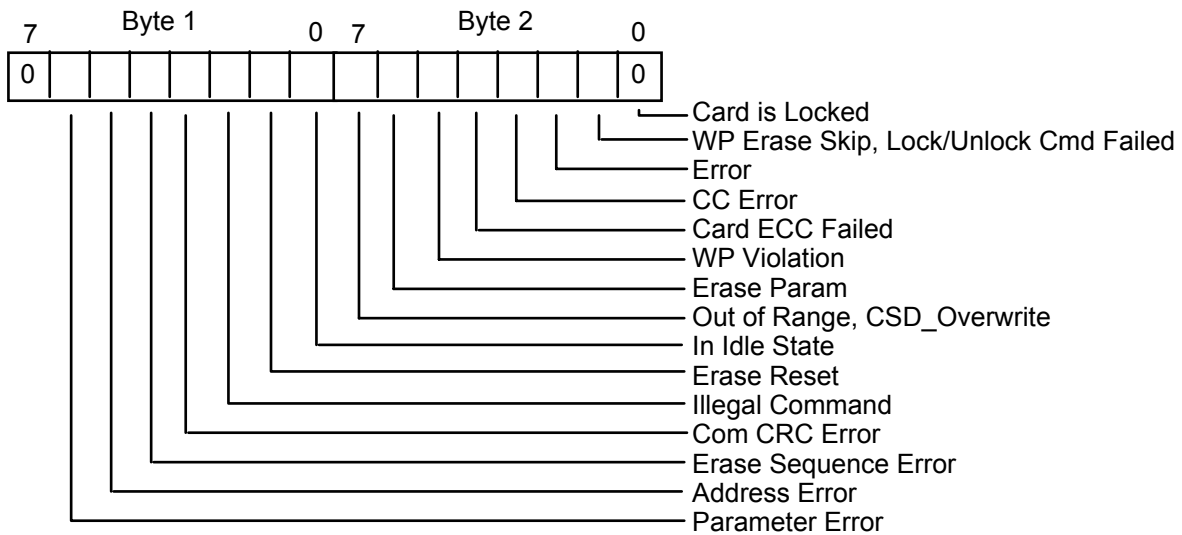 Byte 1 Byte 2
7 0 7 0
0 0
Card is Locked
WP Erase Skip, Lock/Unlock Cmd Failed
Error
CC Error
Card ECC Failed
WP Violation
Erase Param
Out of Range, CSD_Overwrite
In Idle State
Erase Reset
Illegal Command
Com CRC Error
Erase Sequence Error
Address Error
Parameter Error